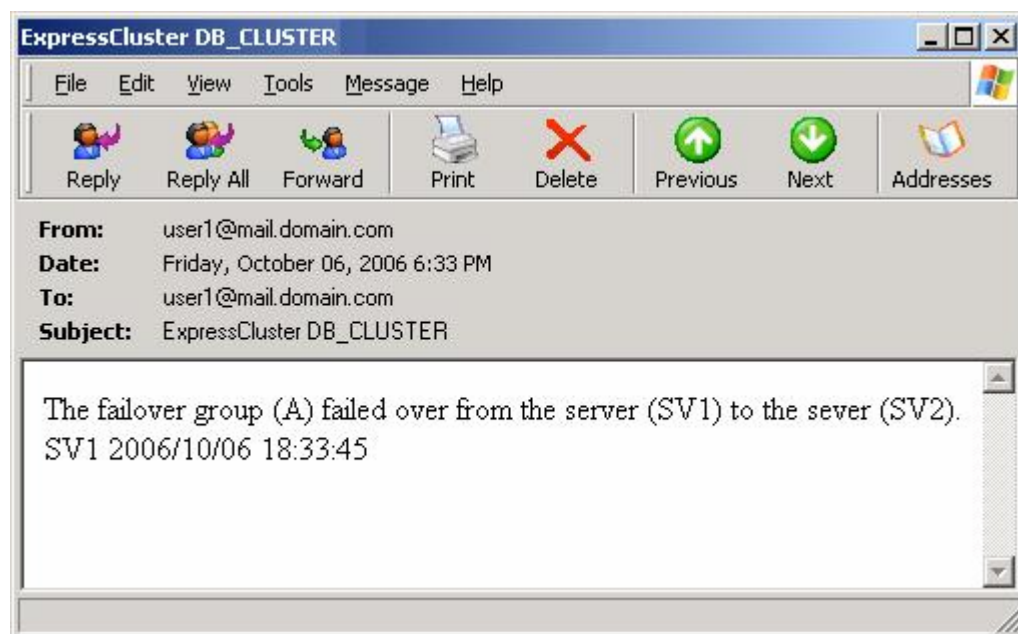 ExpressCluster DB_CLUSTER
File Edit View Tools Message Help
Reply Reply All Forward Print Delete Previous Next Addresses
From: user1@mail.domain.com
Date: Friday, October 06, 2006 6:33 PM
To: user1@mail.domain.com
Subject: ExpressCluster DB_CLUSTER
The failover group (A) failed over from the server (SV1) to the sever (SV2).
SV1 2006/10/06 18:33:45